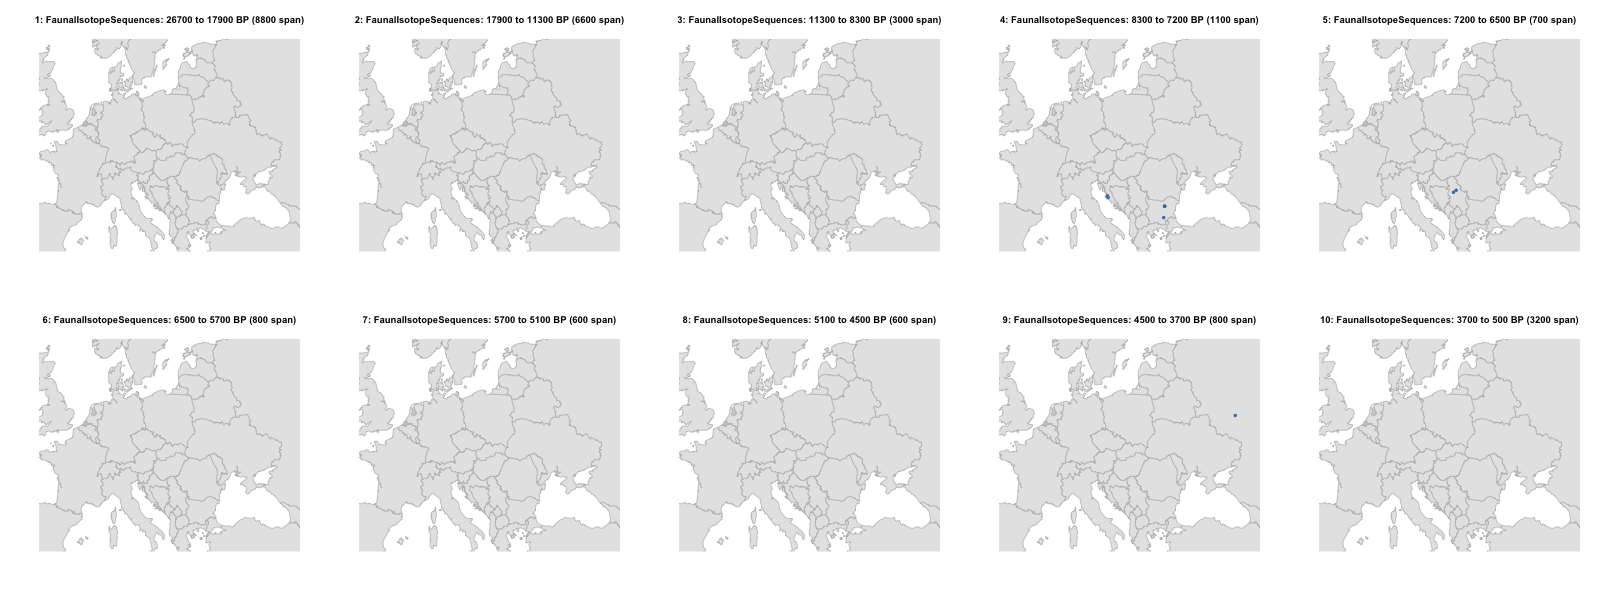 1: FaunalIsotopeSequences: 26700 to 17900 BP (8800 span)
2: FaunalIsotopeSequences: 17900 to 11300 BP (6600 span)
3: FaunalIsotopeSequences: 11300 to 8300 BP (3000 span)
4: FaunalIsotopeSequences: 8300 to 7200 BP (1100 span)
5: FaunalIsotopeSequences: 7200 to 6500 BP (700 span)
6: FaunalIsotopeSequences: 6500 to 5700 BP (800 span)
7: FaunalIsotopeSequences: 5700 to 5100 BP (600 span)
8: FaunalIsotopeSequences: 5100 to 4500 BP (600 span)
9: FaunalIsotopeSequences: 4500 to 3700 BP (800 span)
10: FaunalIsotopeSequences: 3700 to 500 BP (3200 span)